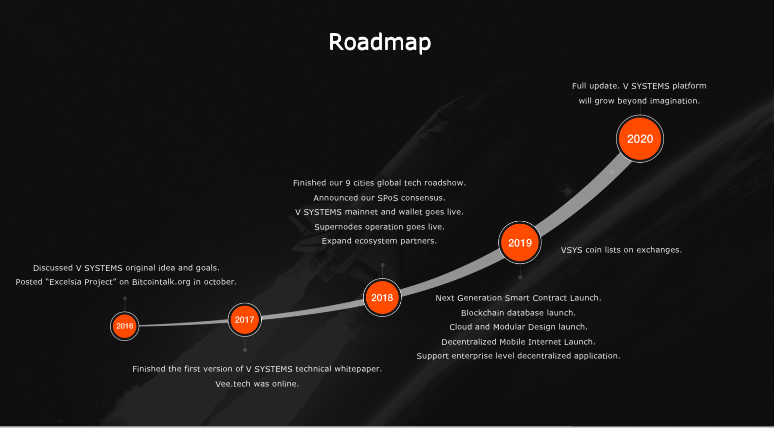 Roadmap
Full update. V SYSTEMS platform
will grow beyond imagination.
2020
Finished our 9 cities global tech roadshow.
Announced our SPoS consensus.
V SYSTEMS mainnet and wallet goes live.
Supernodes operation goes live.
Expand ecosystem partners.
2019
VSYS coin lists on exchanges.
Discussed V SYSTEMS original idea and goals.
Posted "Excelsia Project" on Bitcointalk.org in october.
2018
Next Generation Smart Contract Launch.
Blockchain database launch.
Cloud and Modular Design launch.
Decentralized Mobile Internet Launch.
Support enterprise level decentralized application.
2016
2017
Finished the first version of V SYSTEMS technical whitepaper.
Vee.tech was online.